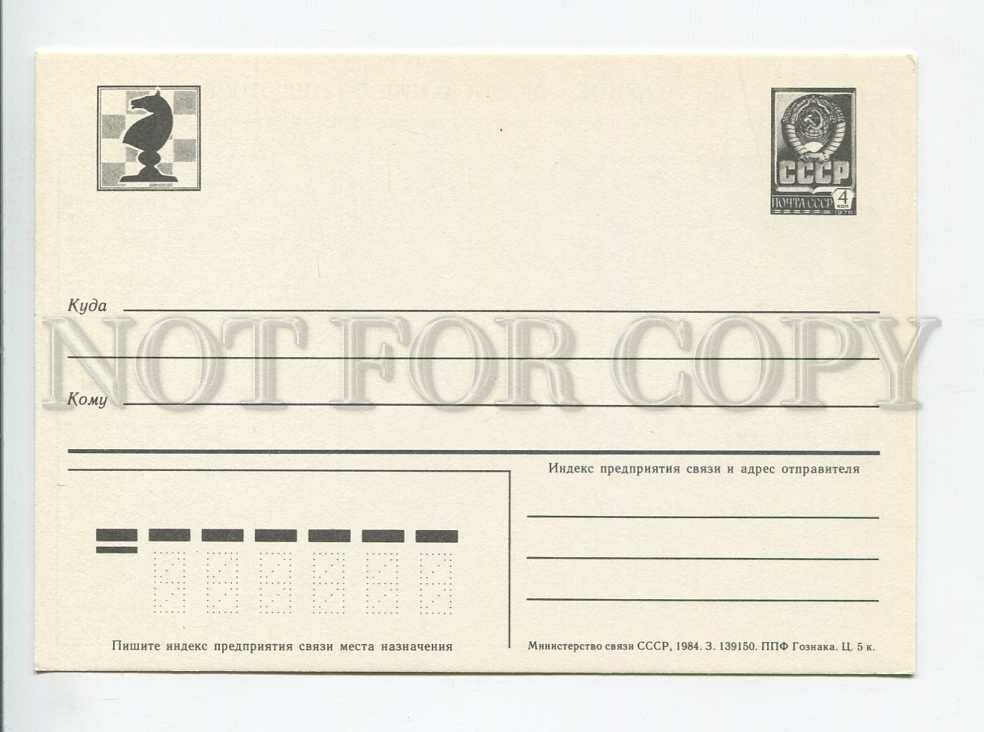 СССР
ПОЧТА СССР 4 коп
1976
Куда
NOT FOR COPY
Кому
Индекс предприятия связи и адрес отправителя
Пишите индекс предприятия связи места назначения
Министерство связи СССР, 1984. З. 139150. ППФ Гознака. Ц. 5 к.